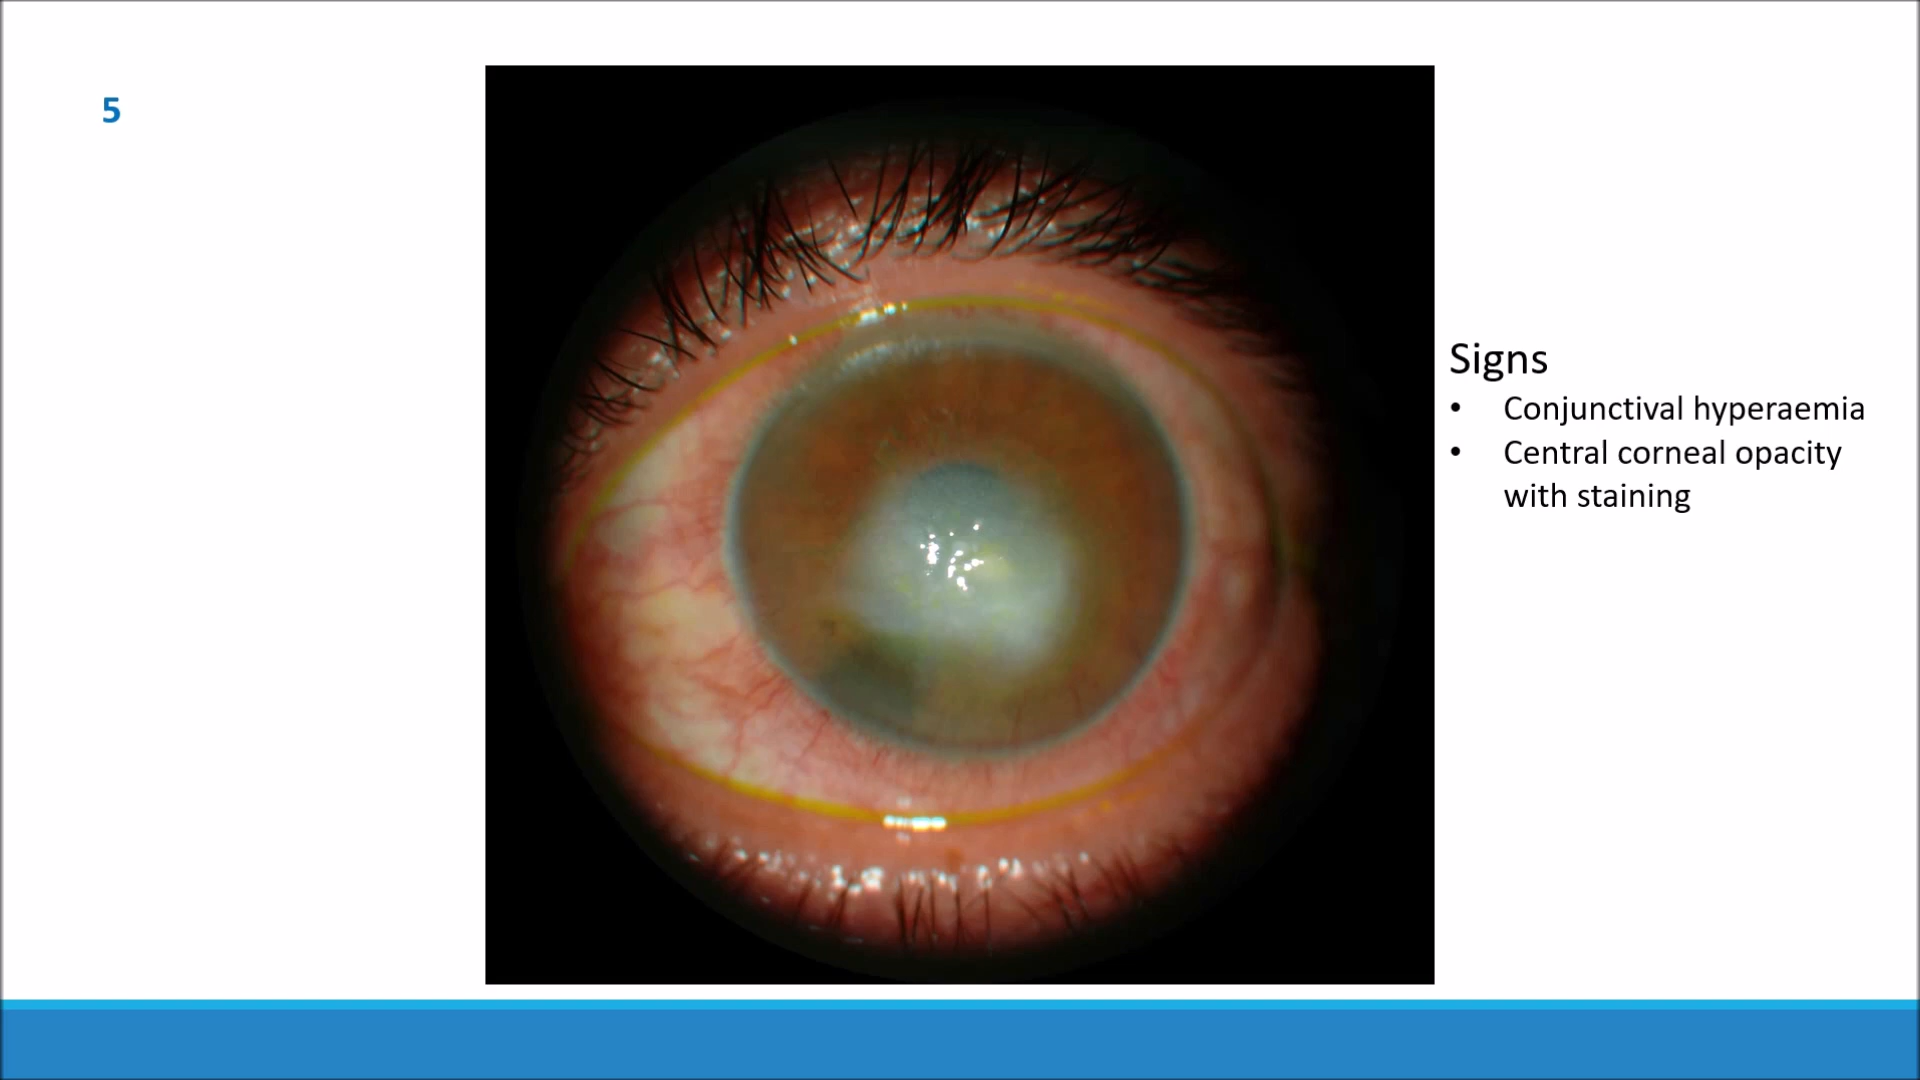 5
Signs
• Conjunctival hyperaemia
• Central corneal opacity
with staining